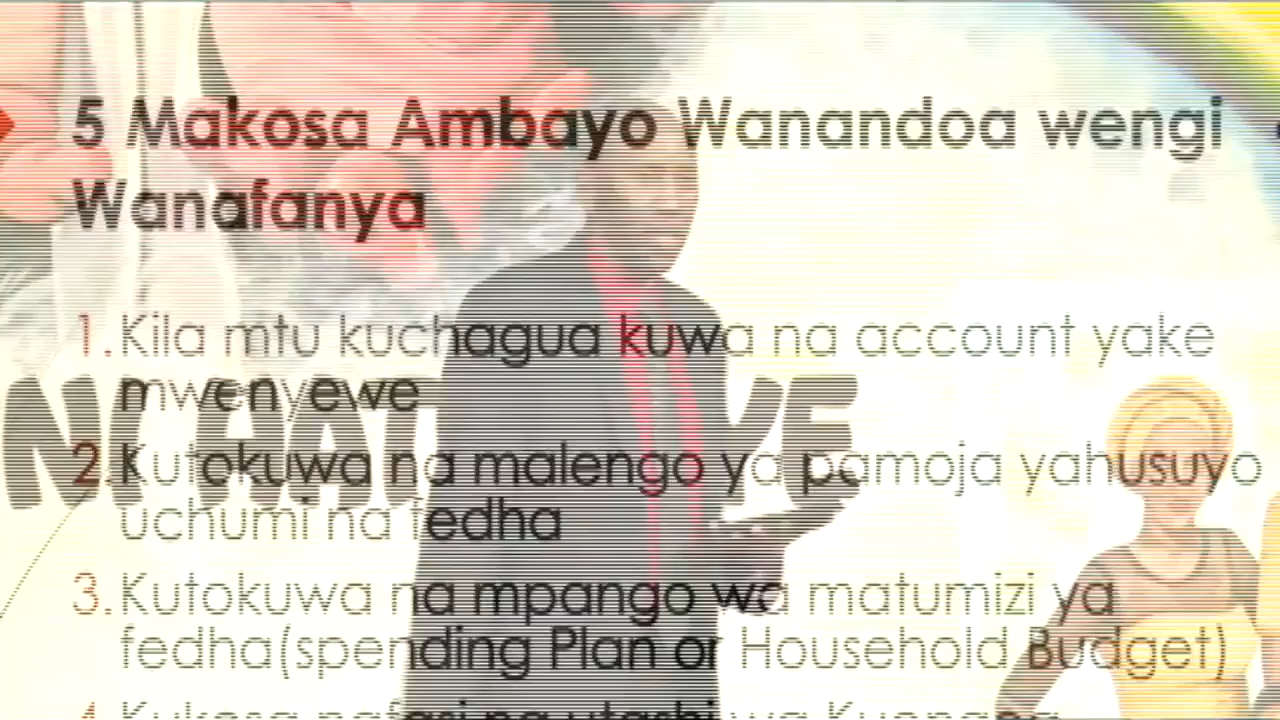 5 Makosa Ambayo Wanandoa wengi
Wanafanya
1.Kila mtu kuchagua kuwa na account yake
mwenyewe
2.Kutokuwa na malengo ya pamoja yahusuyo
uchumi na fedha
3.Kutokuwa na mpango wa matumizi ya
fedha(spending Plan or Household Budget)